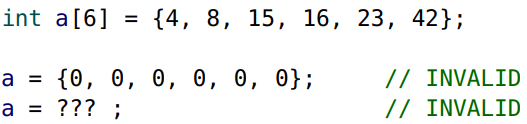 int a[6] = {4, 8, 15, 16, 23, 42};
a = {0, 0, 0, 0, 0, 0};     // INVALID
a = ??? ;                   // INVALID